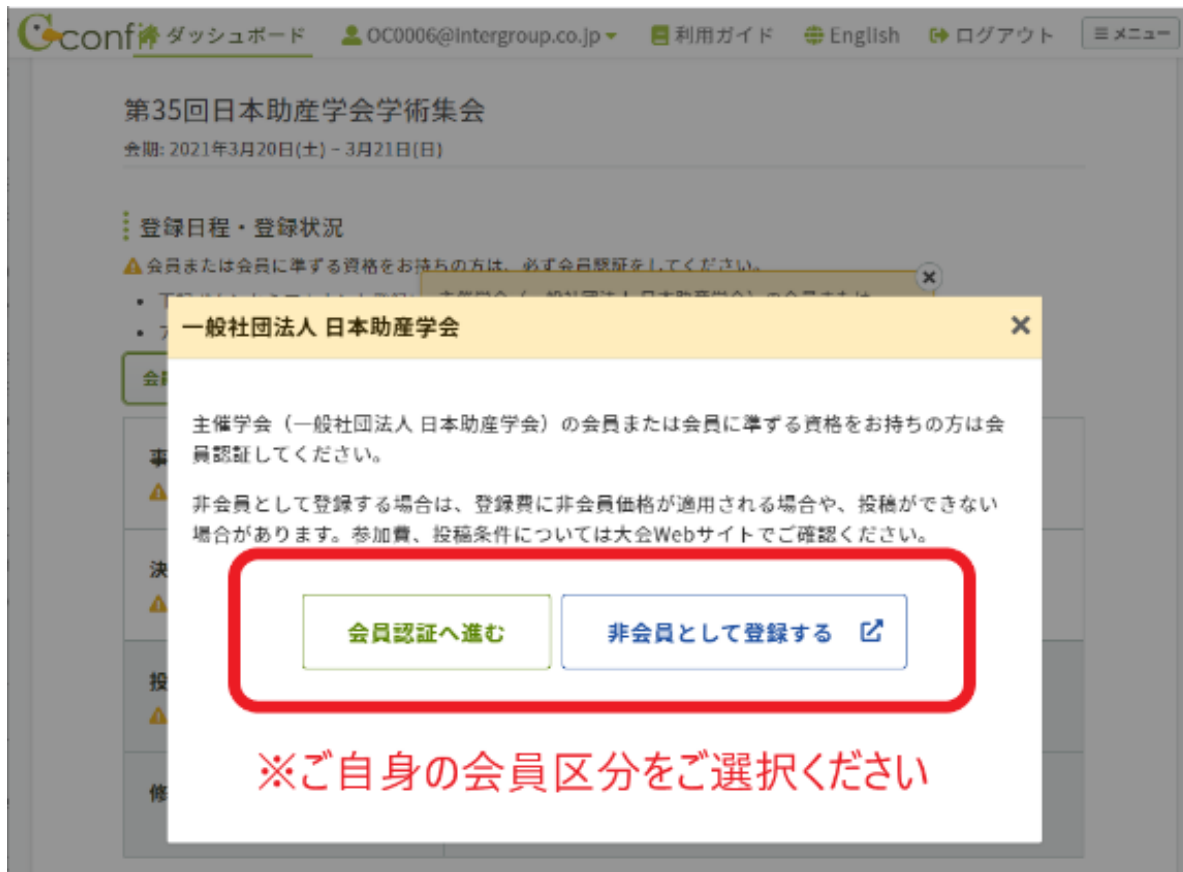 confit
ダッシュボード
OC0006@intergroup.co.jp
利用ガイド
English
ログアウト
メニュー
第35回日本助産学会学術集会
会期: 2021年3月20日(土) – 3月21日(日)
登録日程・登録状況
会員または会員に準ずる資格をお持ちの方は、必ず会員認証をしてください。
一般社団法人 日本助産学会
主催学会（一般社団法人 日本助産学会）の会員または会員に準ずる資格をお持ちの方は会
員認証してください。
非会員として登録する場合は、登録費に非会員価格が適用される場合や、投稿ができない
場合があります。参加費、投稿条件については大会Webサイトでご確認ください。
会員認証へ進む
非会員として登録する
※ご自身の会員区分をご選択ください
事
決
投
修